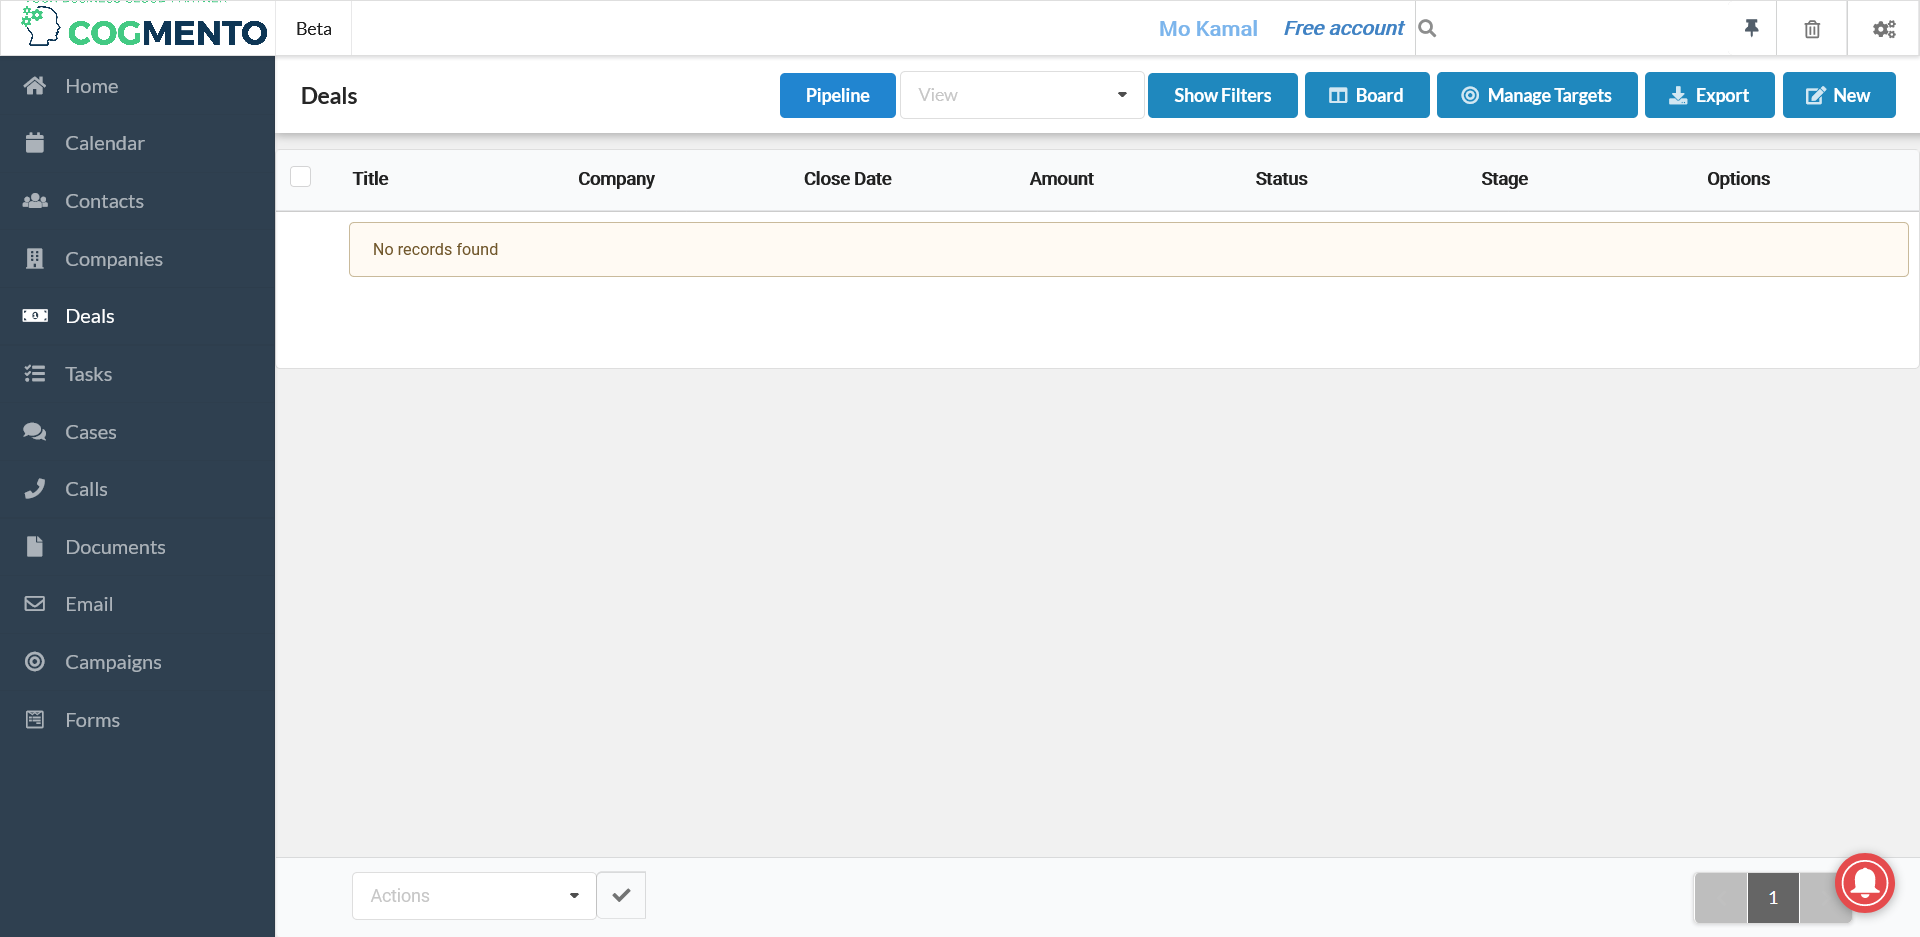 COGMENTO
Beta
Mo Kamal
Free account
Home
Calendar
Contacts
Companies
Deals
Tasks
Cases
Calls
Documents
Email
Campaigns
Forms
Deals
Pipeline
View
Show Filters
Board
Manage Targets
Export
New
Title Company Close Date Amount Status Stage Options
No records found
Actions
1